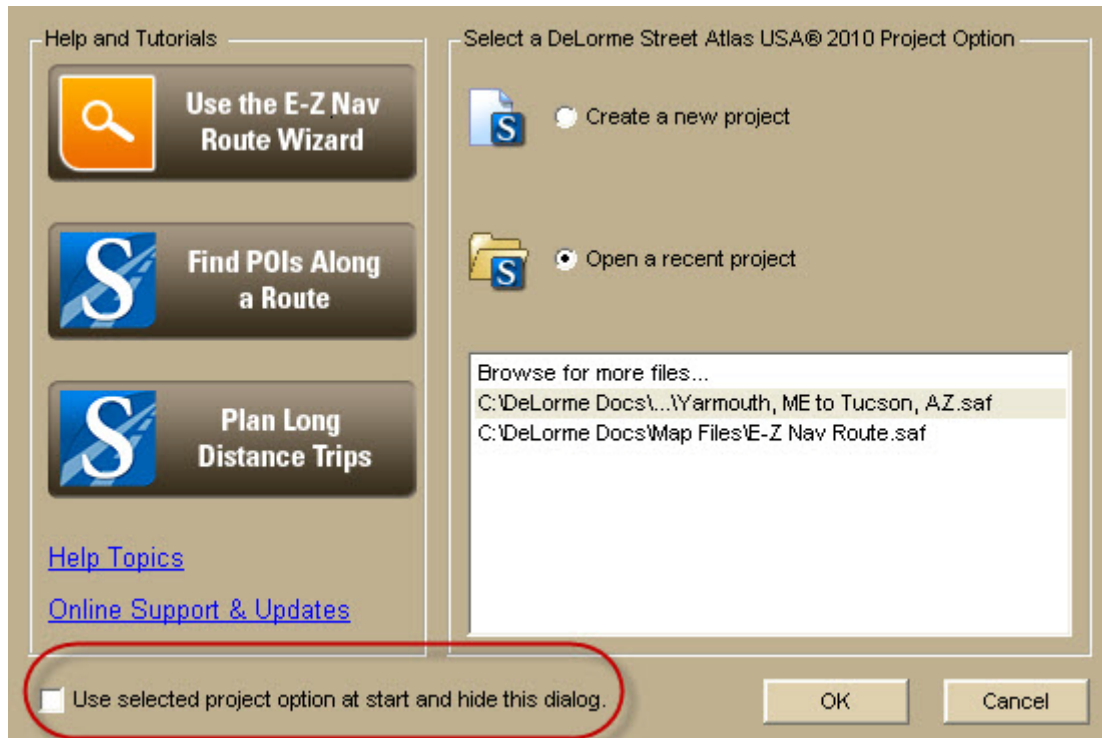 Help and Tutorials
Use the E-Z Nav
Route Wizard
Find POIs Along
a Route
Plan Long
Distance Trips
Help Topics
Online Support & Updates
Select a DeLorme Street Atlas USA® 2010 Project Option
S
Create a new project
S
Open a recent project
Browse for more files...
C:\DeLorme Docs\...\Yarmouth, ME to Tucson, AZ.saf
C:\DeLorme Docs\Map Files\E-Z Nav Route.saf
Use selected project option at start and hide this dialog.
OK
Cancel